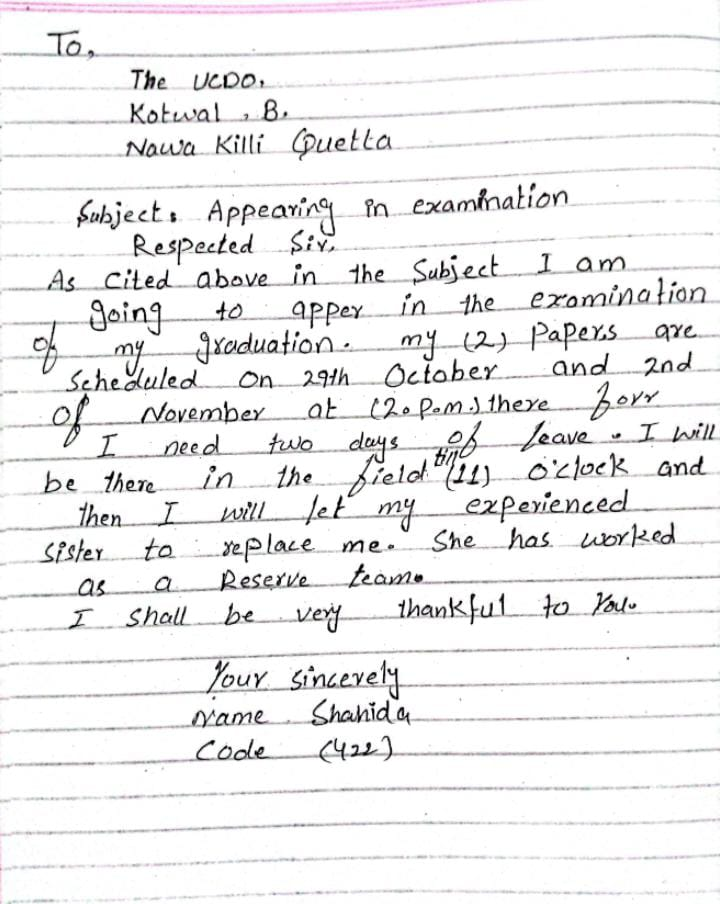 To,
The UCDO,
Kotwal , B.
Nawa Killi Quetta
Subject: Appearing in examination
Respected Sir,
As cited above in the Subject I am
going to apper in the examination
of my graduation. my (2) Papers are
Scheduled on 29th October and 2nd
of November at (2.P.m.) there forr
I need two days of leave. I will
be there in the field till (11) o'clock and
then I will let my experienced
sister to replace me. She has worked
as a Reserve team.
I shall be very thankful to You.
Your sincerely
Name Shahida
Code (422)